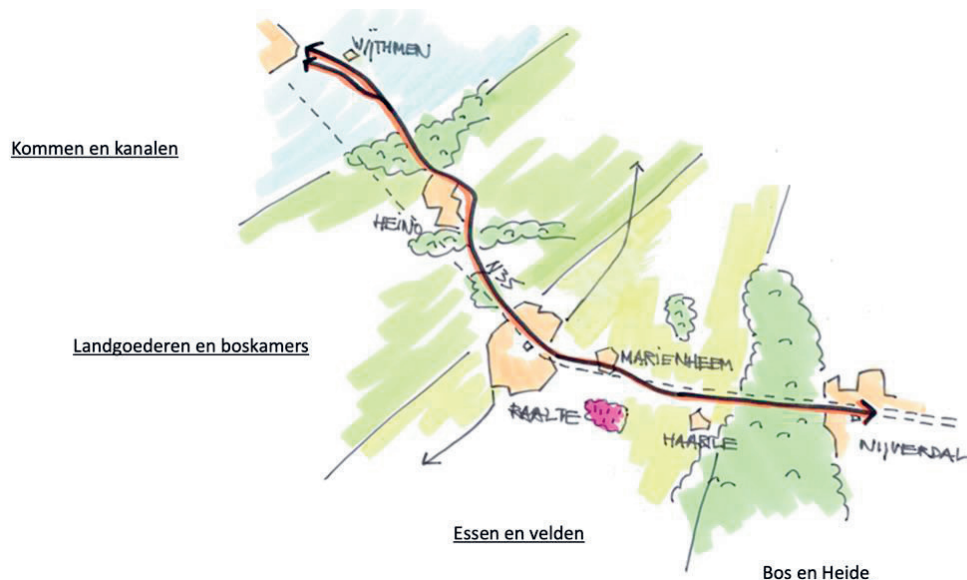 WIJTHMEN
Kommen en kanalen
HEINO
N35
Landgoederen en boskamers
MARIENHEEM
RAALTE
HAARLE
NIJVERDAL
Essen en velden
Bos en Heide